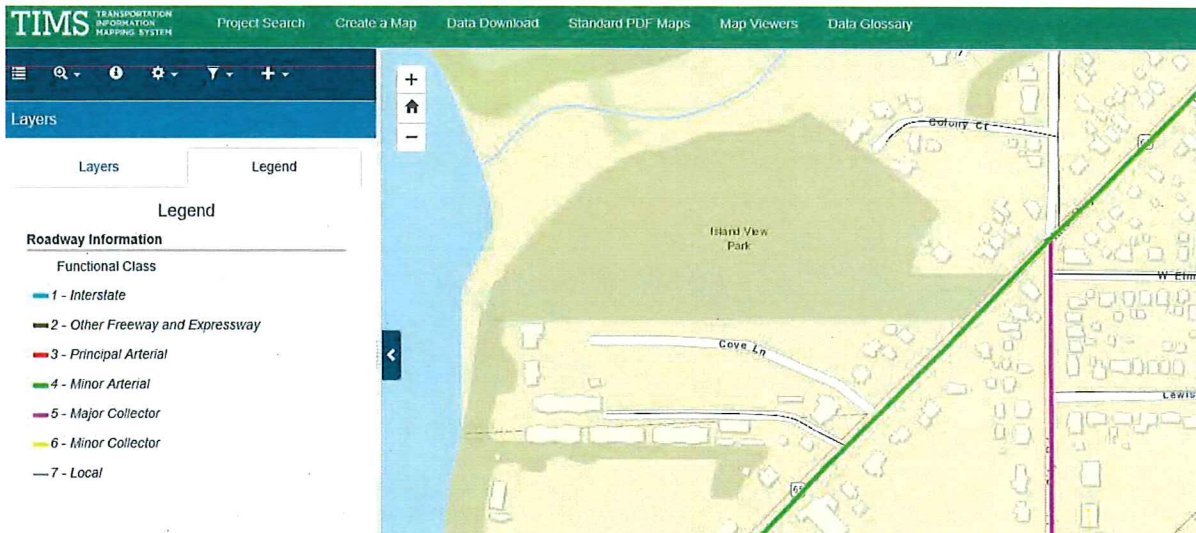 TIMS TRANSPORTATION INFORMATION MAPPING SYSTEM
Project Search
Create a Map
Data Download
Standard PDF Maps
Map Viewers
Data Glossary
Layers
Layers
Legend
Legend
Roadway Information
Functional Class
1 - Interstate
2 - Other Freeway and Expressway
3 - Principal Arterial
4 - Minor Arterial
5 - Major Collector
6 - Minor Collector
7 - Local
Colony Ct
Island View
Park
W Elm
Cove Ln
Lewis